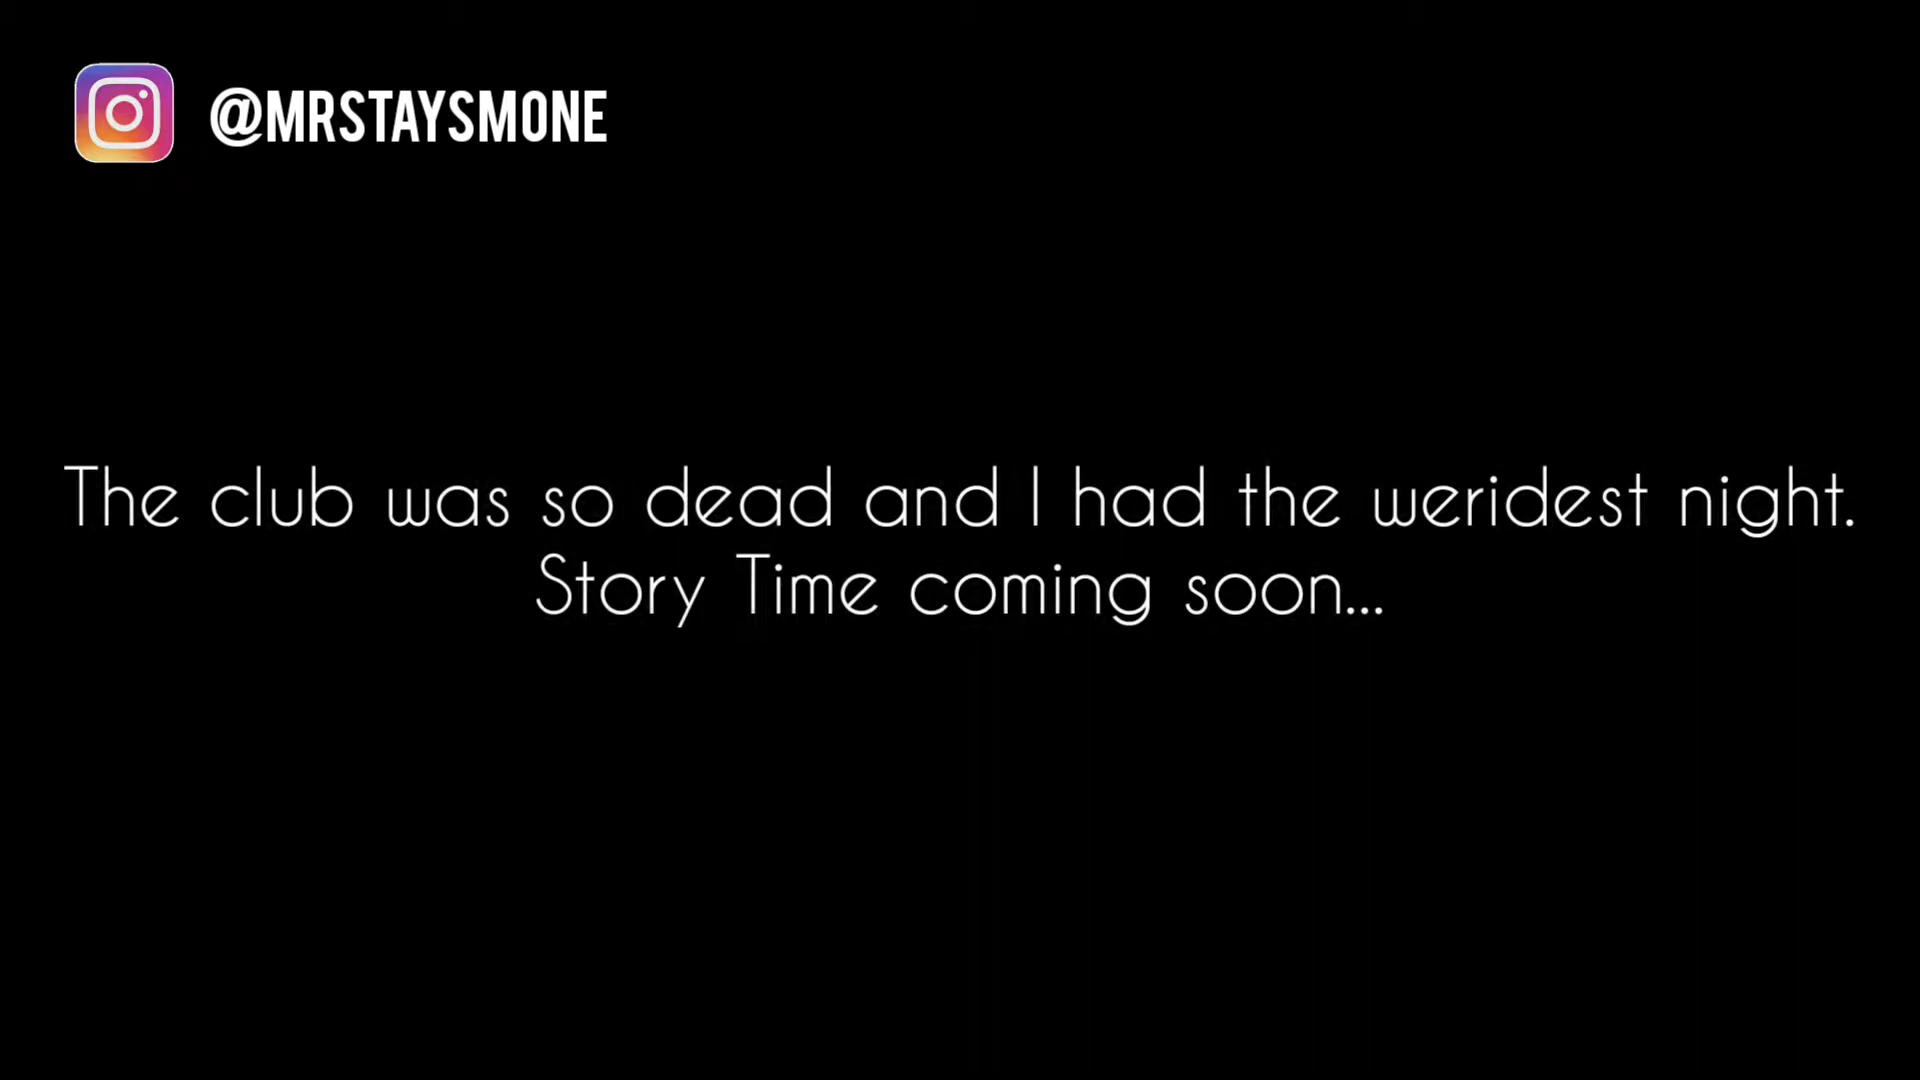 @MRSTAYSMONE
The club was so dead and I had the weridest night.
Story Time coming soon...